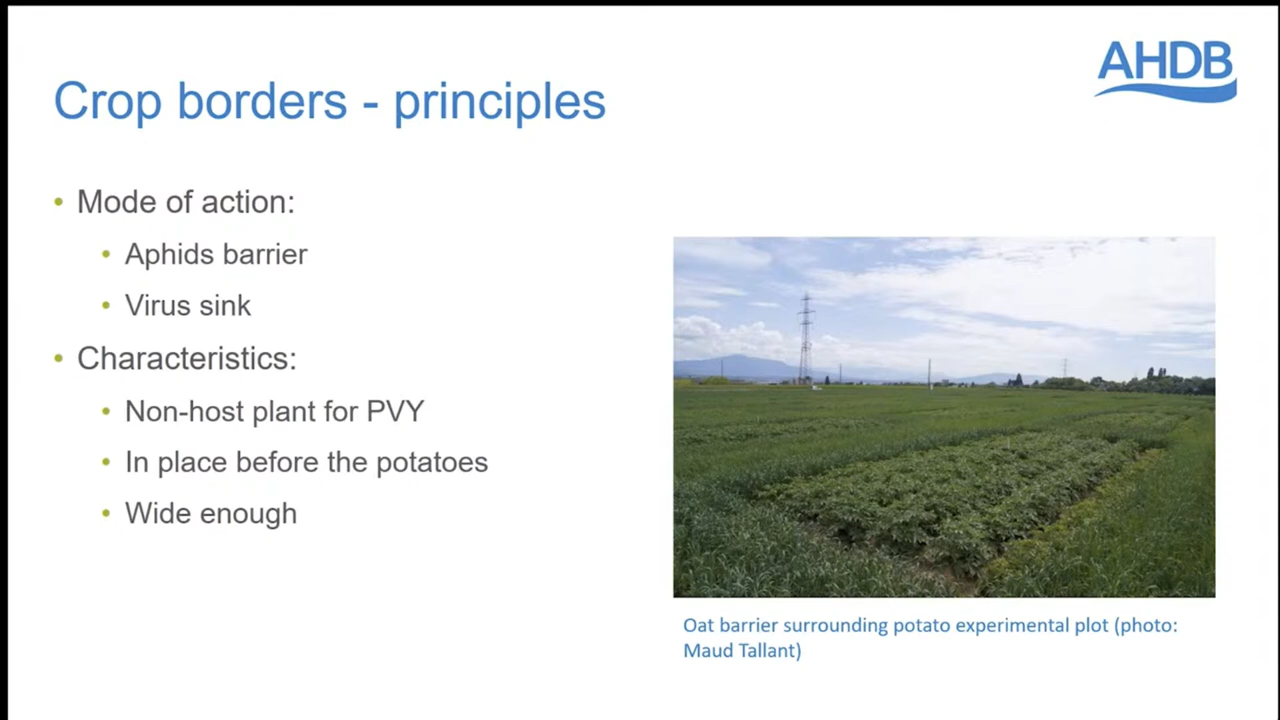 AHDB
Crop borders - principles
• Mode of action:
• Aphids barrier
• Virus sink
• Characteristics:
• Non-host plant for PVY
• In place before the potatoes
• Wide enough
Oat barrier surrounding potato experimental plot (photo:
Maud Tallant)